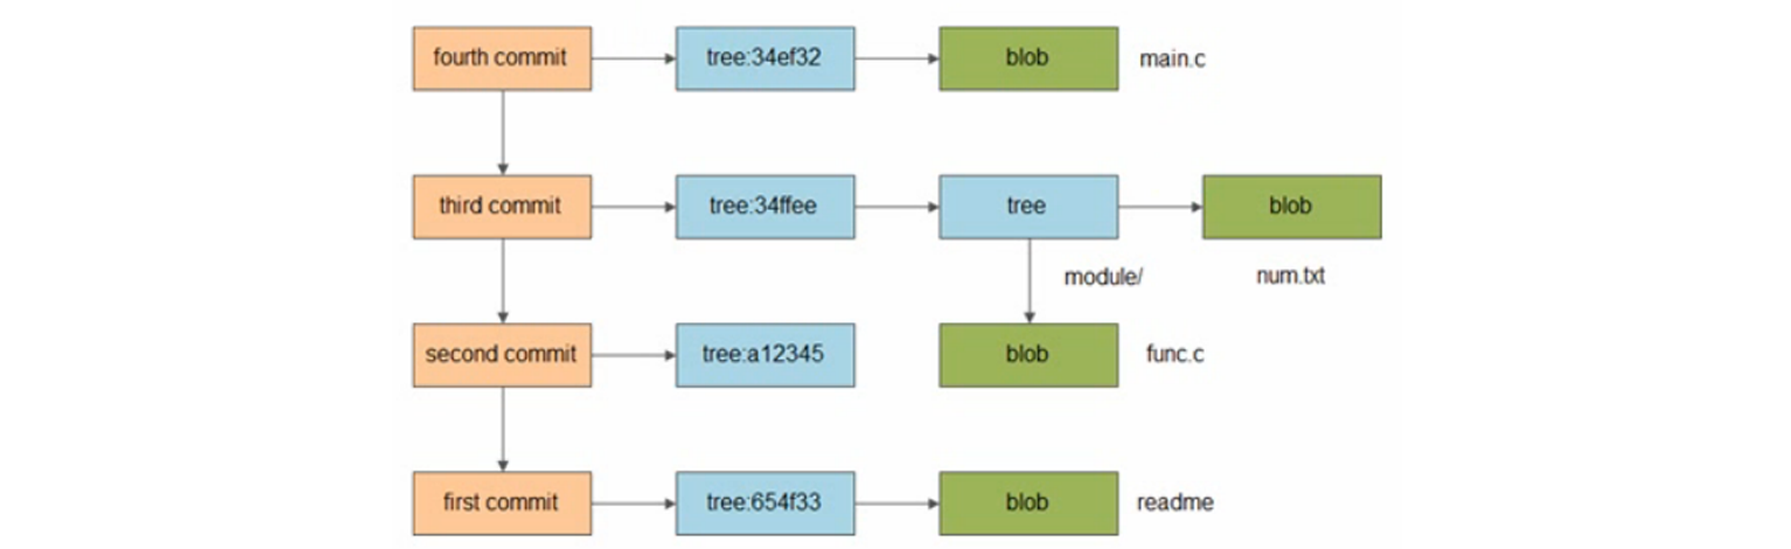 fourth commit
tree:34ef32
blob
main.c
third commit
tree:34ffee
tree
blob
module/
num.txt
second commit
tree:a12345
blob
func.c
first commit
tree:654f33
blob
readme